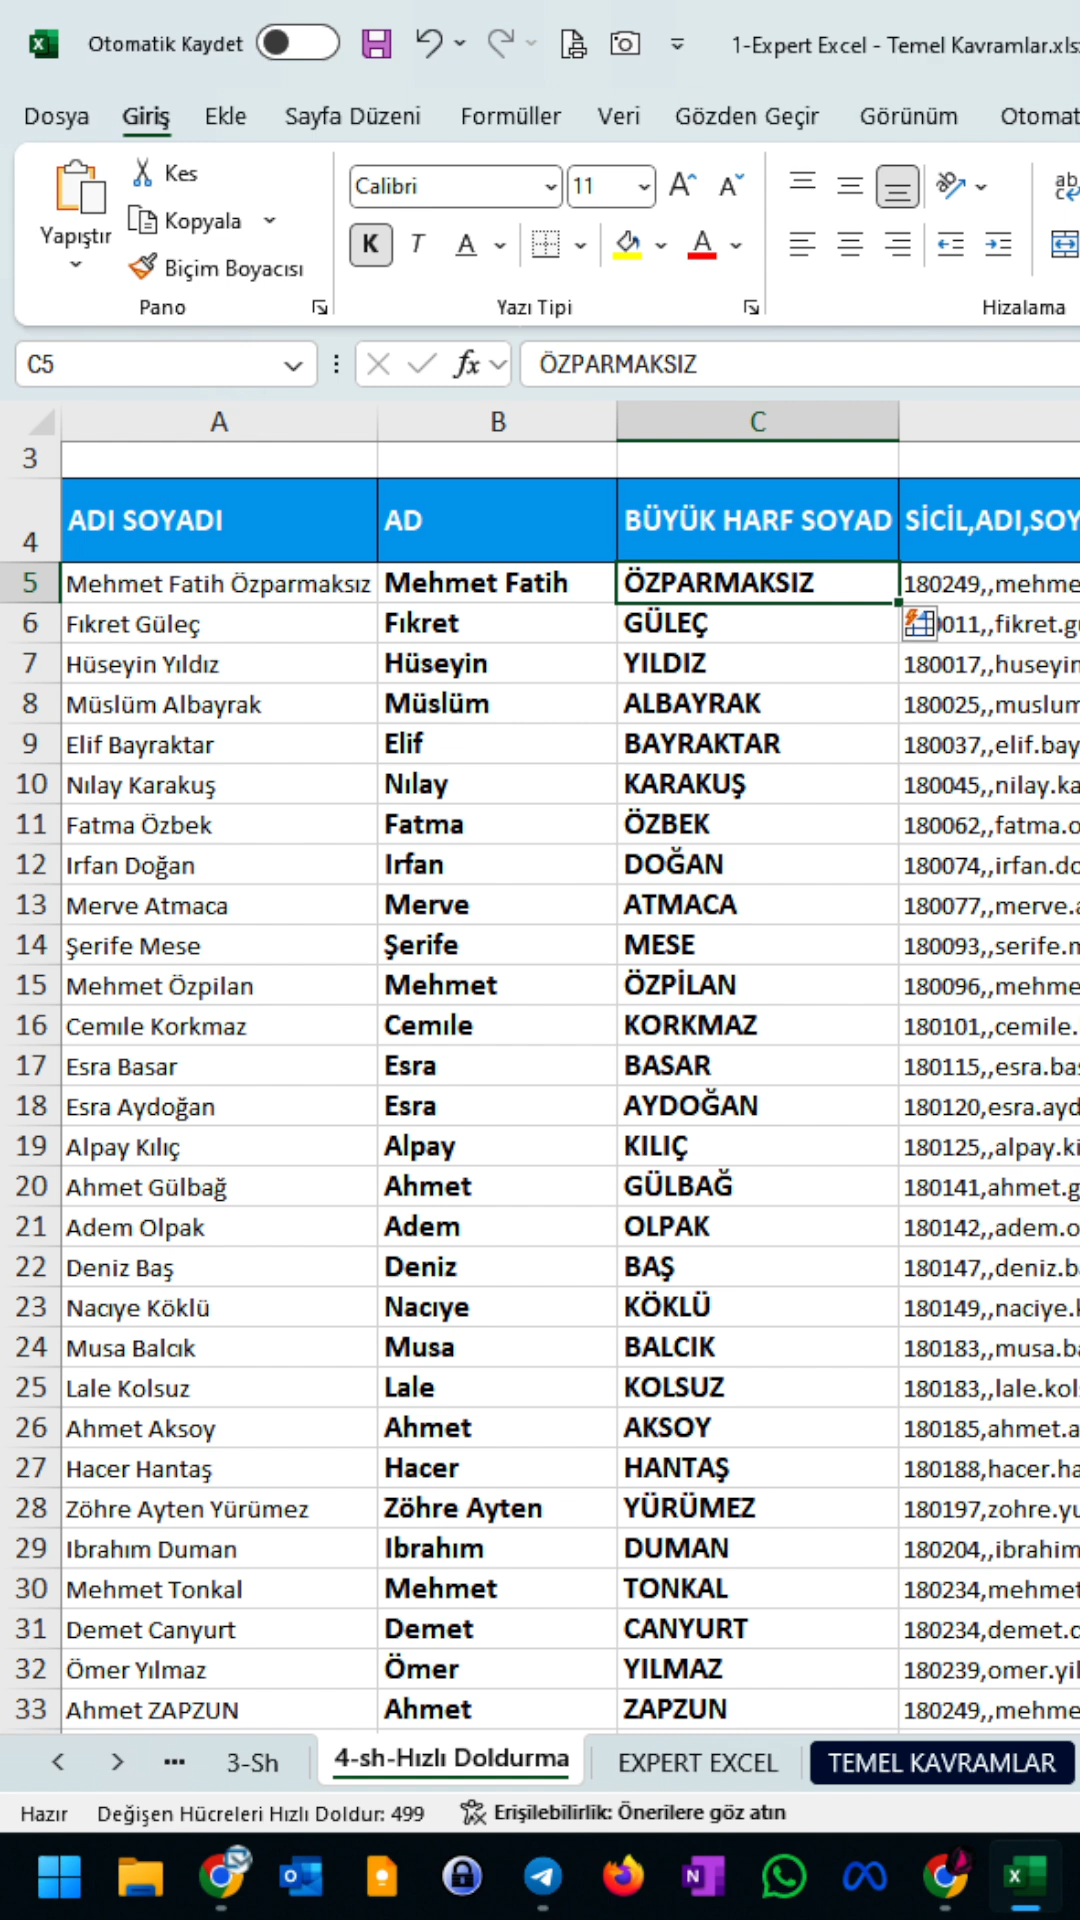 Otomatik Kaydet 1-Expert Excel - Temel Kavramlar.xls
Dosya Giriş Ekle Sayfa Düzeni Formüller Veri Gözden Geçir Görünüm Otomat
Yapıştır Kes Kopyala Biçim Boyacısı
Calibri 11
K T A A
Pano Yazı Tipi Hizalama
C5 fx ÖZPARMAKSIZ
A B C
3
4 ADI SOYADI AD BÜYÜK HARF SOYAD SİCİL,ADI,SOY
5 Mehmet Fatih Özparmaksız Mehmet Fatih ÖZPARMAKSIZ 180249,,mehme
6 Fıkret Güleç Fıkret GÜLEÇ 011,,fikret.g
7 Hüseyin Yıldız Hüseyin YILDIZ 180017,,huseyin
8 Müslüm Albayrak Müslüm ALBAYRAK 180025,,muslum
9 Elif Bayraktar Elif BAYRAKTAR 180037,,elif.bay
10 Nılay Karakuş Nılay KARAKUŞ 180045,,nilay.ka
11 Fatma Özbek Fatma ÖZBEK 180062,,fatma.o
12 Irfan Doğan Irfan DOĞAN 180074,,irfan.do
13 Merve Atmaca Merve ATMACA 180077,,merve.a
14 Şerife Mese Şerife MESE 180093,,serife.m
15 Mehmet Özpilan Mehmet ÖZPİLAN 180096,,mehme
16 Cemıle Korkmaz Cemıle KORKMAZ 180101,,cemile.
17 Esra Basar Esra BASAR 180115,,esra.bas
18 Esra Aydoğan Esra AYDOĞAN 180120,esra.ayd
19 Alpay Kılıç Alpay KILIÇ 180125,,alpay.ki
20 Ahmet Gülbağ Ahmet GÜLBAĞ 180141,ahmet.g
21 Adem Olpak Adem OLPAK 180142,,adem.o
22 Deniz Baş Deniz BAŞ 180147,,deniz.b
23 Nacıye Köklü Nacıye KÖKLÜ 180149,,naciye.k
24 Musa Balcık Musa BALCIK 180183,,musa.ba
25 Lale Kolsuz Lale KOLSUZ 180183,,lale.kols
26 Ahmet Aksoy Ahmet AKSOY 180185,ahmet.a
27 Hacer Hantaş Hacer HANTAŞ 180188,hacer.ha
28 Zöhre Ayten Yürümez Zöhre Ayten YÜRÜMEZ 180197,zohre.yu
29 Ibrahım Duman Ibrahım DUMAN 180204,,ibrahim
30 Mehmet Tonkal Mehmet TONKAL 180234,mehmet
31 Demet Canyurt Demet CANYURT 180234,demet.c
32 Ömer Yılmaz Ömer YILMAZ 180239,omer.yil
33 Ahmet ZAPZUN Ahmet ZAPZUN 180249,,mehme
3-Sh 4-sh-Hızlı Doldurma EXPERT EXCEL TEMEL KAVRAMLAR
Hazır Değişen Hücreleri Hızlı Doldur: 499 Erişilebilirlik: Önerilere göz atın